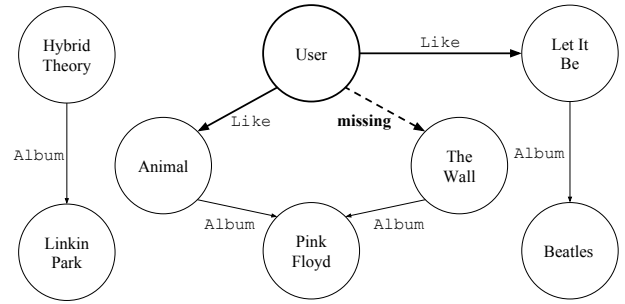 Hybrid
Theory
User
Like
Let It
Be
Like
missing
Album
Animal
The
Wall
Album
Album
Album
Linkin
Park
Pink
Floyd
Beatles